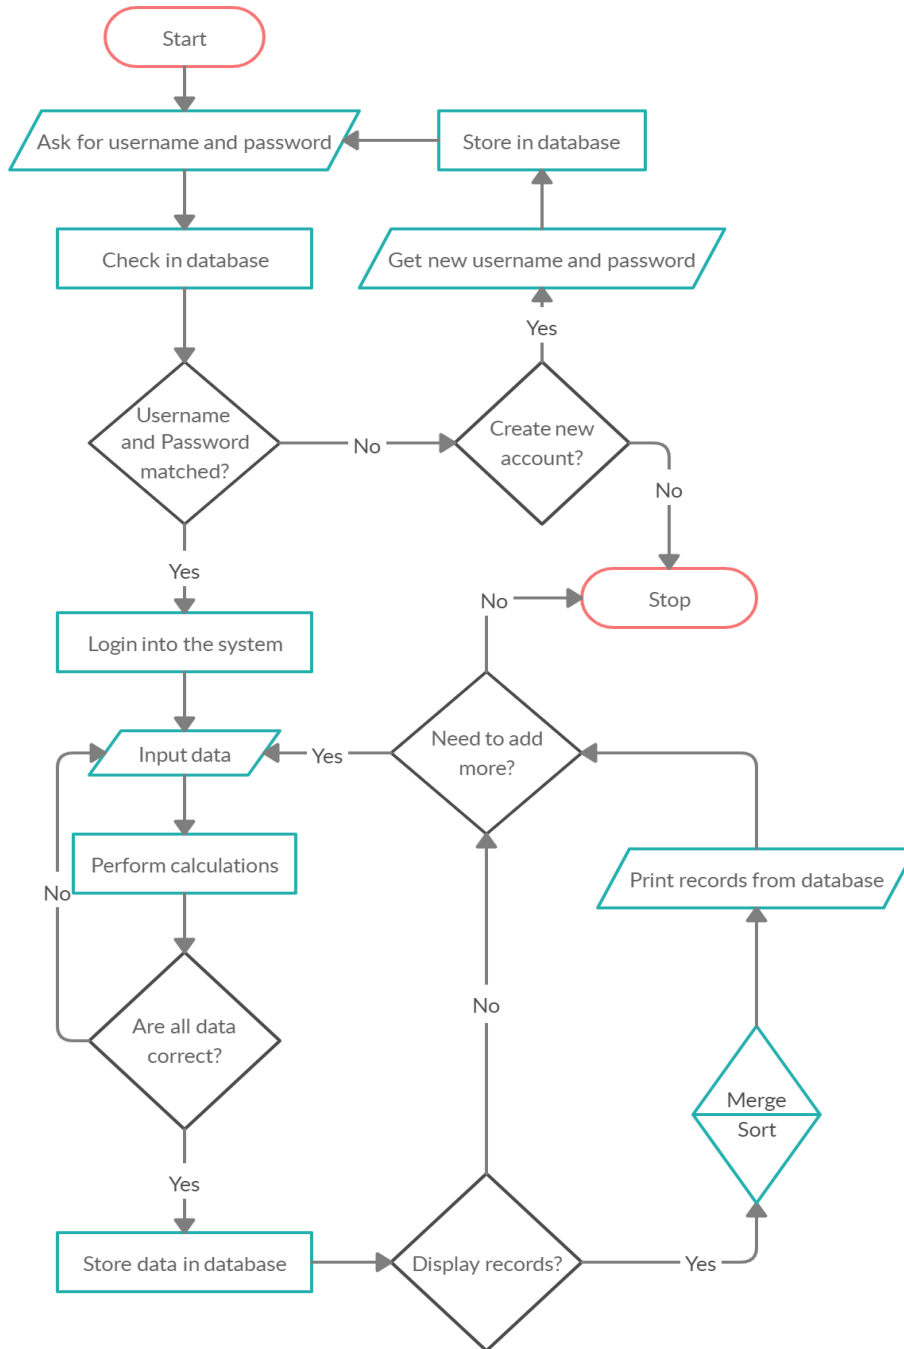 Start
Ask for username and password
Store in database
Check in database
Get new username and password
Yes
Username
and Password
matched?
No
Create new
account?
No
Yes
Stop
No
Login into the system
Need to add
more?
Input data
Yes
Perform calculations
No
Print records from database
Are all data
correct?
No
Merge
Sort
Yes
Store data in database
Display records?
Yes